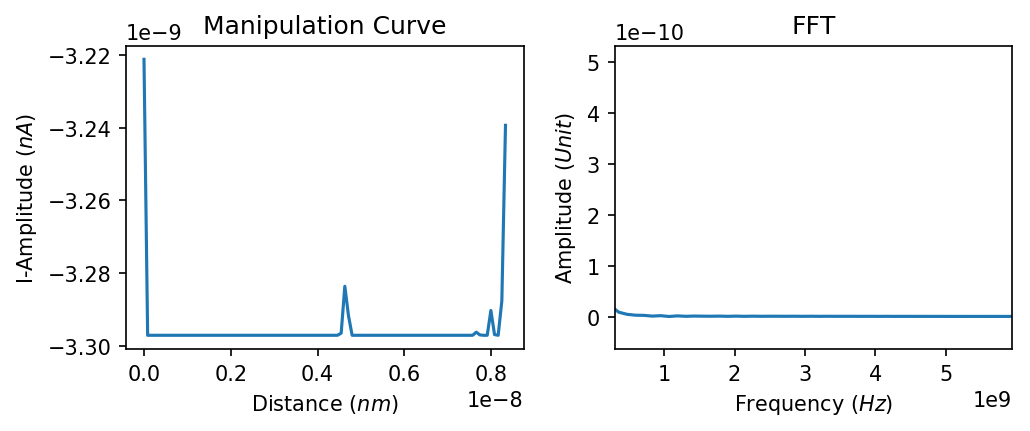 Manipulation Curve
1e−9
−3.22
−3.24
−3.26
−3.28
−3.30
I-Amplitude (nA)
0.0 0.2 0.4 0.6 0.8
Distance (nm)
1e−8
FFT
1e−10
5
4
3
2
1
0
Amplitude (Unit)
1 2 3 4 5
Frequency (Hz)
1e9